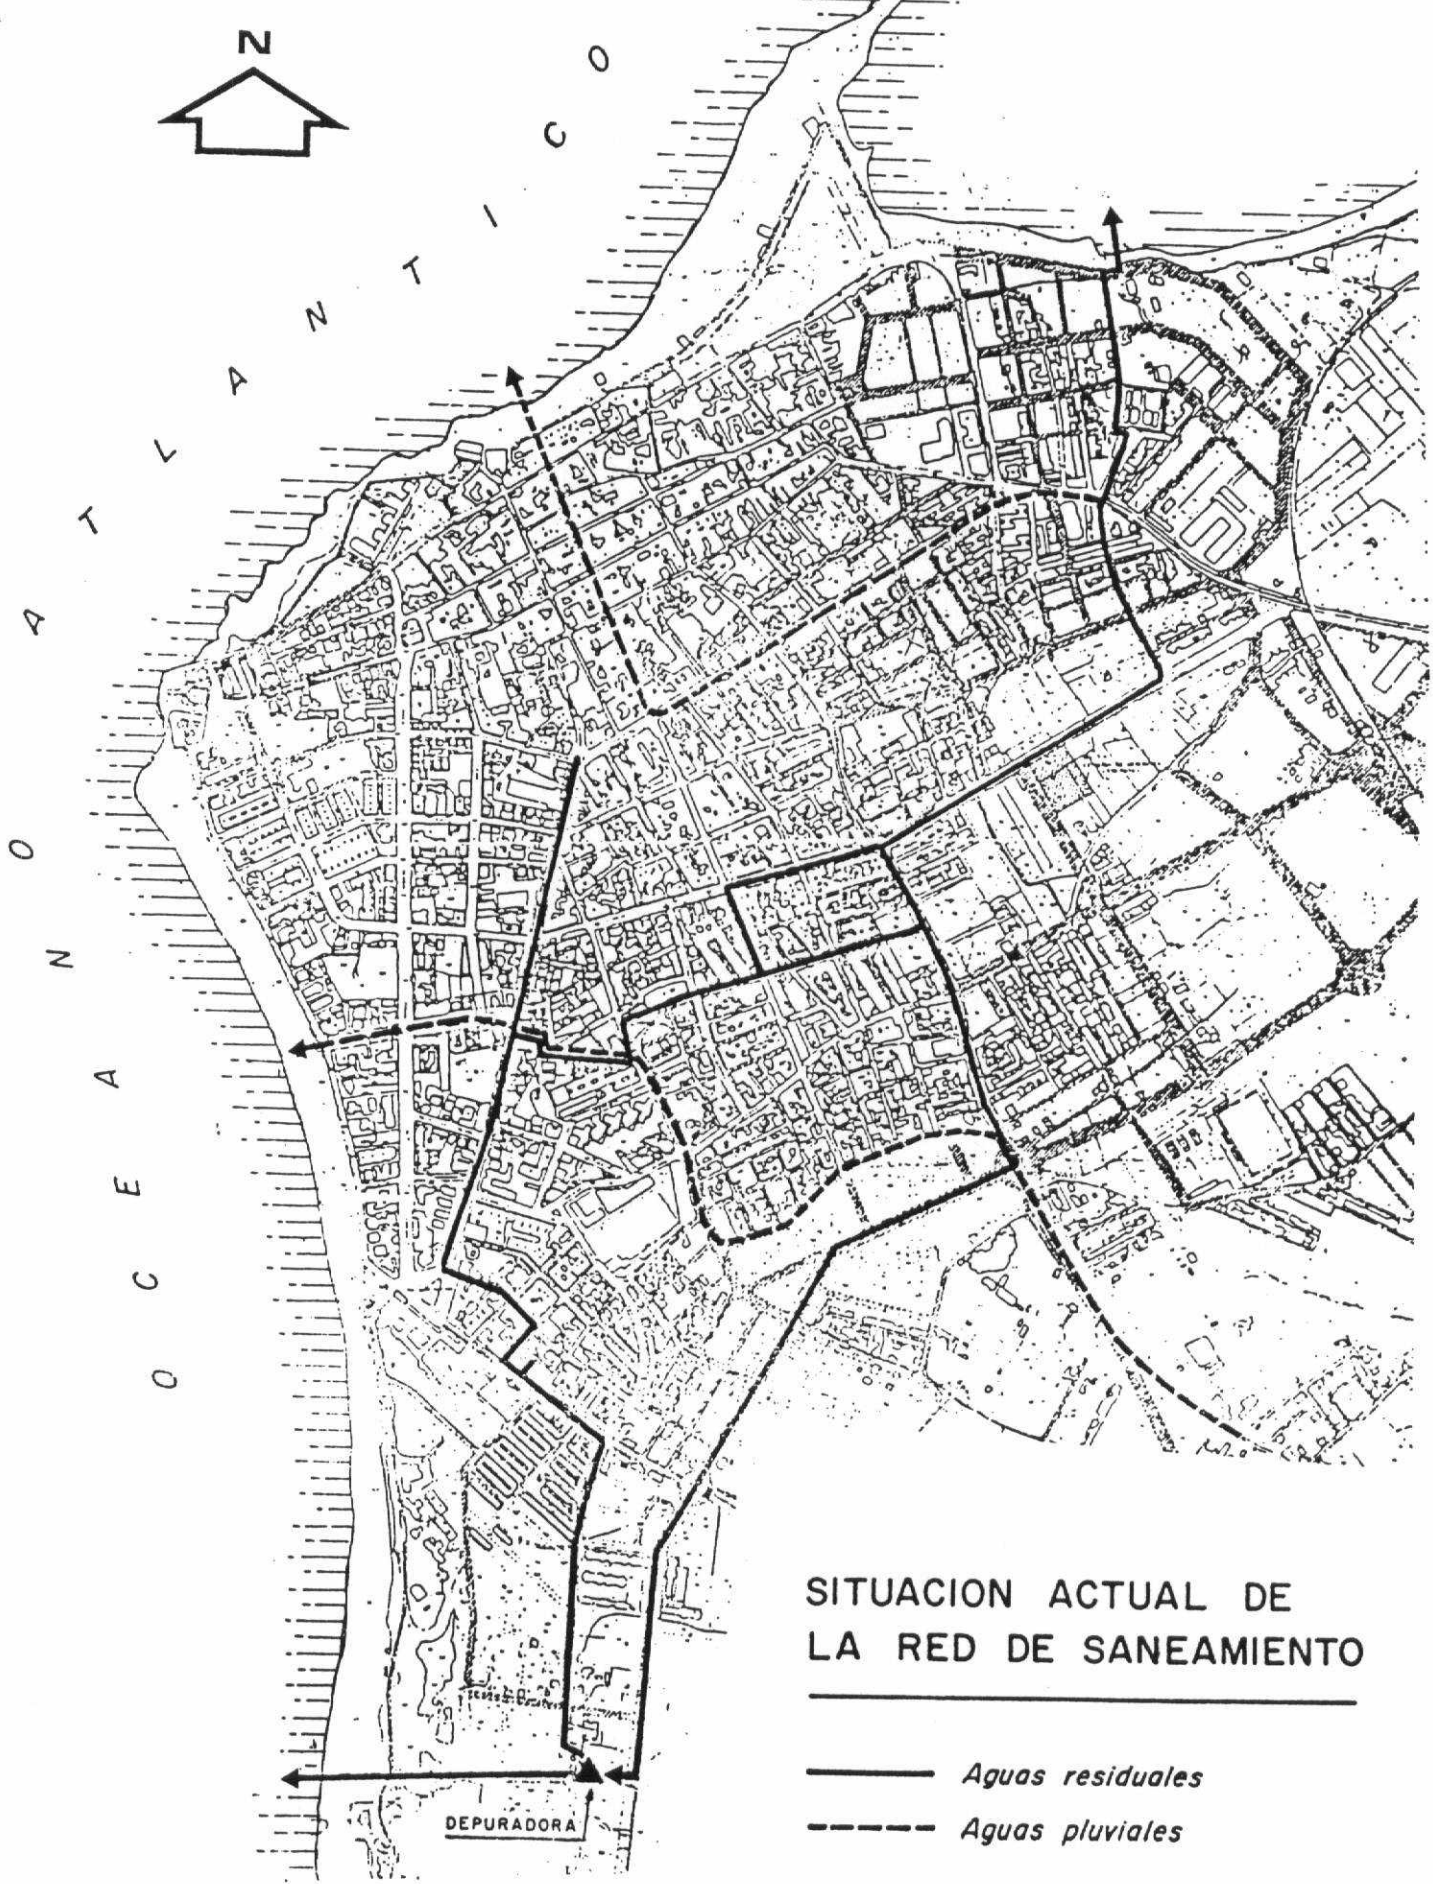 N
OCEANO ATLANTICO
SITUACION ACTUAL DE
LA RED DE SANEAMIENTO
Aguas residuales
Aguas pluviales
DEPURADORA